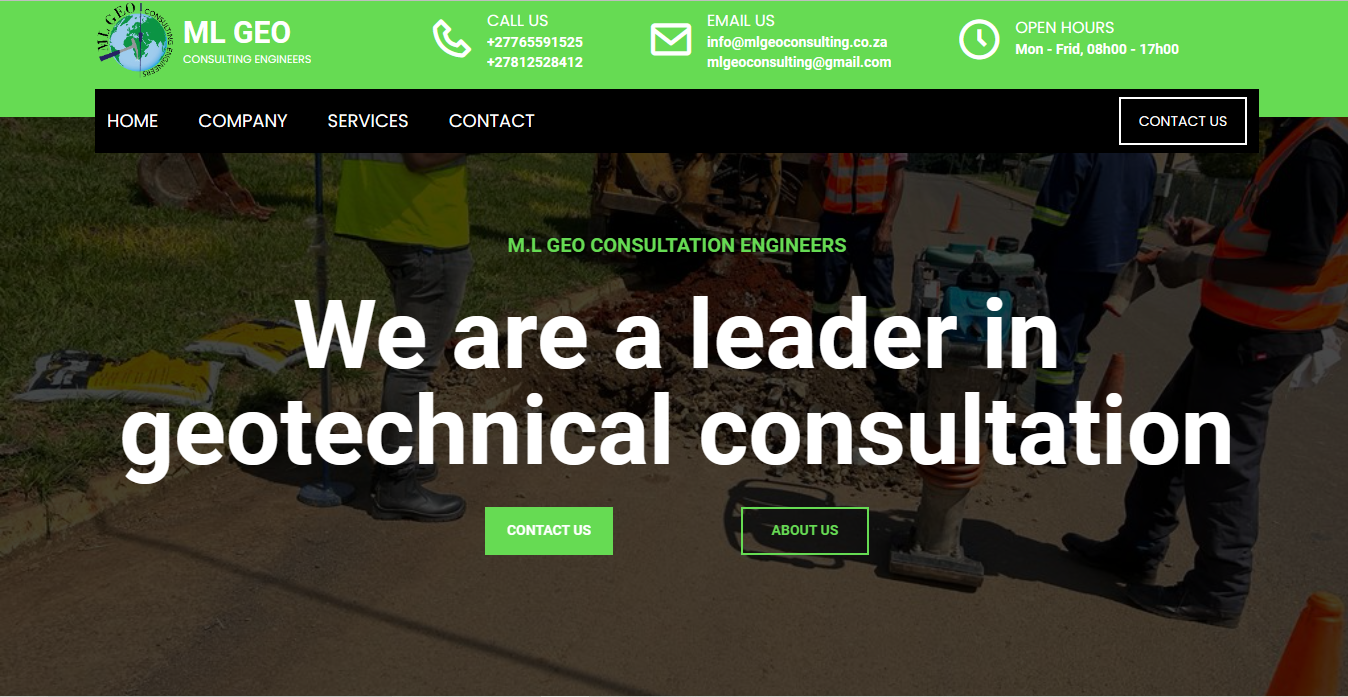 ML GEO CONSULTING ENGINEERS
ML GEO
CONSULTING ENGINEERS
CALL US
+27765591525
+27812528412
EMAIL US
info@mlgeoconsulting.co.za
mlgeoconsulting@gmail.com
OPEN HOURS
Mon - Frid, 08h00 - 17h00
HOME
COMPANY
SERVICES
CONTACT
CONTACT US
M.L GEO CONSULTATION ENGINEERS
We are a leader in
geotechnical consultation
CONTACT US
ABOUT US